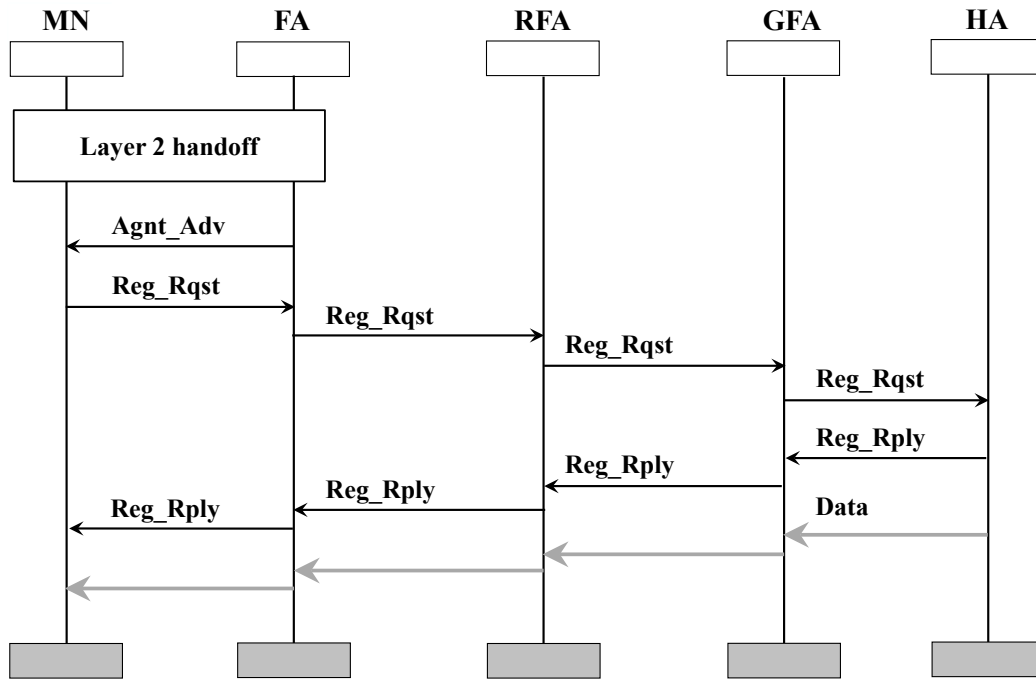 MN FA RFA GFA HA
Layer 2 handoff
Agnt_Adv
Reg_Rqst
Reg_Rqst
Reg_Rqst
Reg_Rqst
Reg_Rply
Reg_Rply
Reg_Rply
Reg_Rply
Data